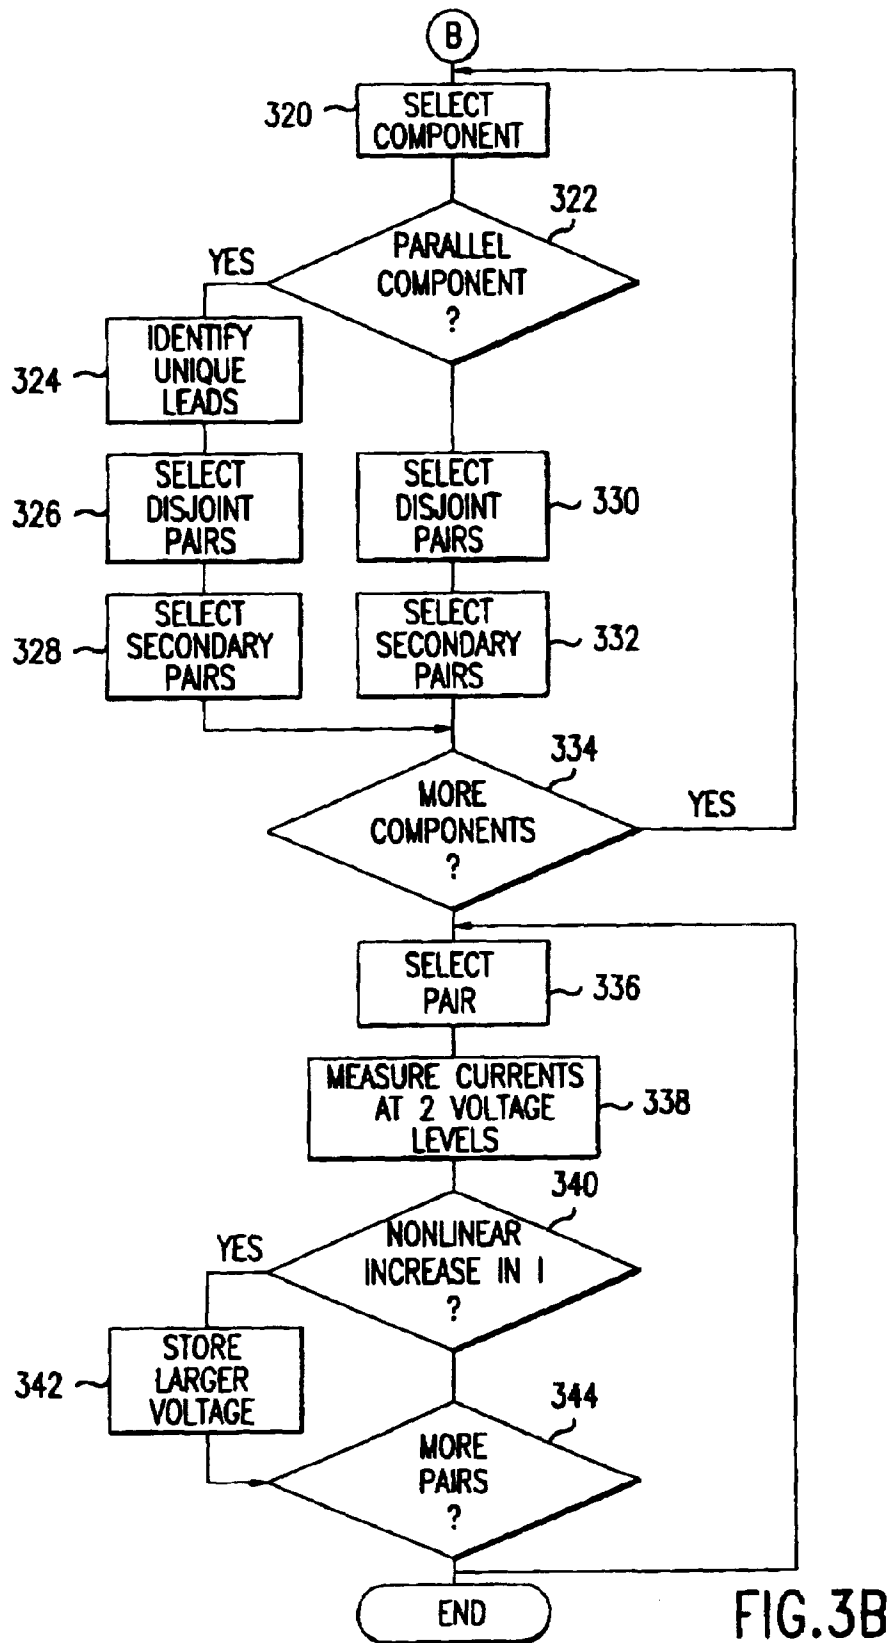 B
SELECT
COMPONENT
320
322
PARALLEL
COMPONENT
?
YES
IDENTIFY
UNIQUE
LEADS
324
SELECT
DISJOINT
PAIRS
326
SELECT
DISJOINT
PAIRS
330
SELECT
SECONDARY
PAIRS
328
SELECT
SECONDARY
PAIRS
332
334
MORE
COMPONENTS
?
YES
SELECT
PAIR
336
MEASURE CURRENTS
AT 2 VOLTAGE
LEVELS
338
340
NONLINEAR
INCREASE IN I
?
YES
STORE
LARGER
VOLTAGE
342
344
MORE
PAIRS
?
END
FIG.3B